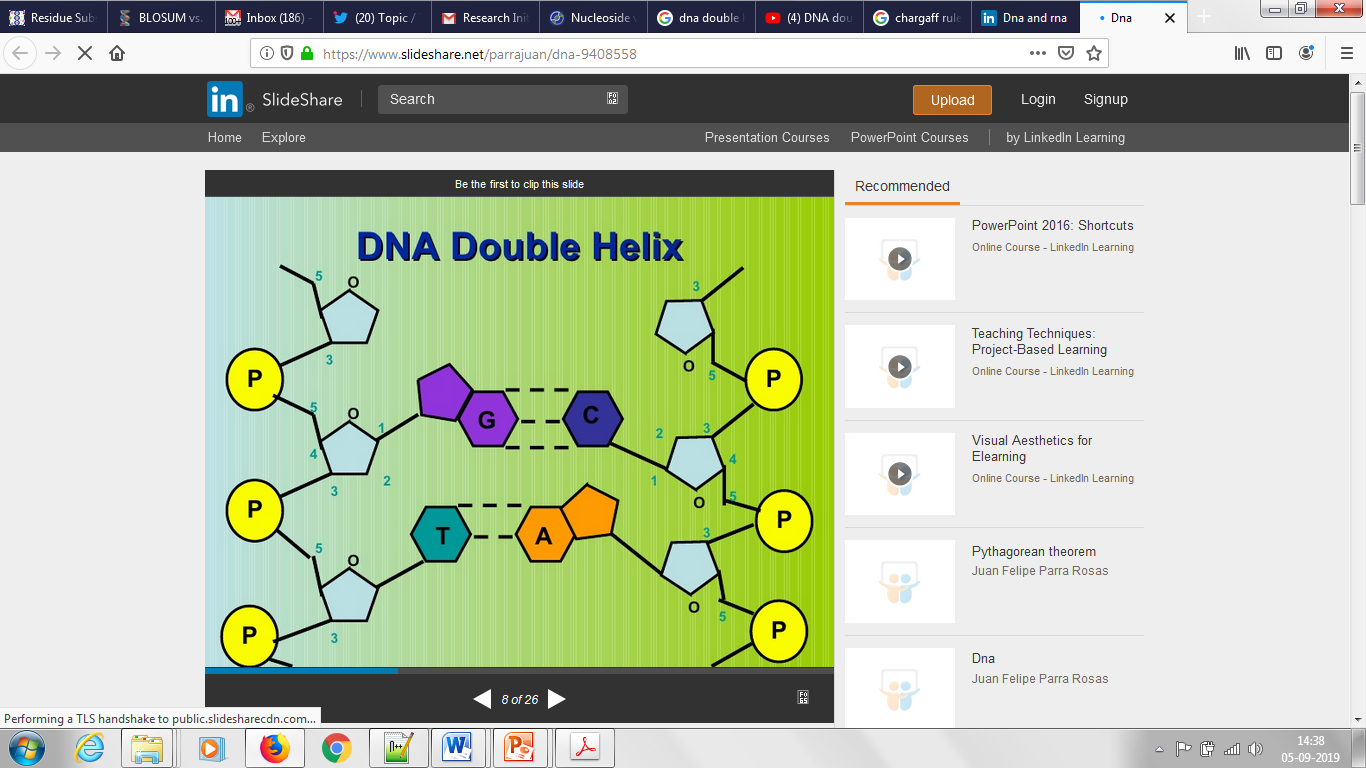 Residue Sub
BLOSUM vs.
Inbox (186) -
(20) Topic /
Research Init
Nucleoside v
dna double h
(4) DNA dou
chargaff rule
Dna and rna
Dna
https://www.slideshare.net/parrajuan/dna-9408558
in® SlideShare
Search
Upload
Login
Signup
Home
Explore
Presentation Courses
PowerPoint Courses
by LinkedIn Learning
Be the first to clip this slide
DNA Double Helix
5
O
3
3
O
5
P
P
5
O
1
G
C
2
3
4
4
3
2
1
O
5
P
P
T
A
3
5
O
O
5
3
P
P
8 of 26
Recommended
PowerPoint 2016: Shortcuts
Online Course - LinkedIn Learning
Teaching Techniques:
Project-Based Learning
Online Course - LinkedIn Learning
Visual Aesthetics for
Elearning
Online Course - LinkedIn Learning
Pythagorean theorem
Juan Felipe Parra Rosas
Dna
Juan Felipe Parra Rosas
Performing a TLS handshake to public.slidesharecdn.com...
14:38
05-09-2019